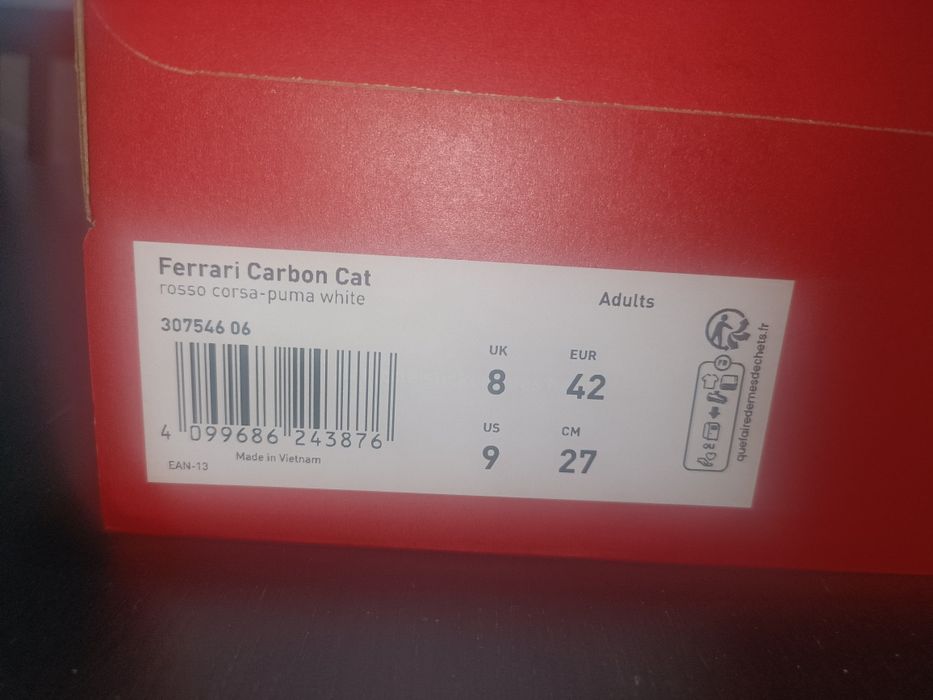 Ferrari Carbon Cat
rosso corsa-puma white
Adults
307546 06
UK
8
EUR
42
US
9
CM
27
4 099686 243876
Made in Vietnam
EAN-13
FR
quefairedemesdechets.fr